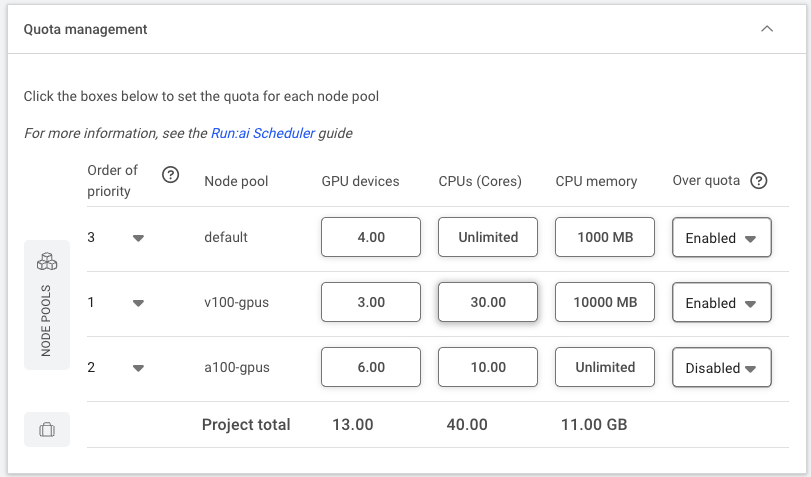 Quota management
Click the boxes below to set the quota for each node pool
For more information, see the Run:ai Scheduler guide
Order of priority ? Node pool GPU devices CPUs (Cores) CPU memory Over quota ?
NODE POOLS
3 default 4.00 Unlimited 1000 MB Enabled
1 v100-gpus 3.00 30.00 10000 MB Enabled
2 a100-gpus 6.00 10.00 Unlimited Disabled
Project total 13.00 40.00 11.00 GB